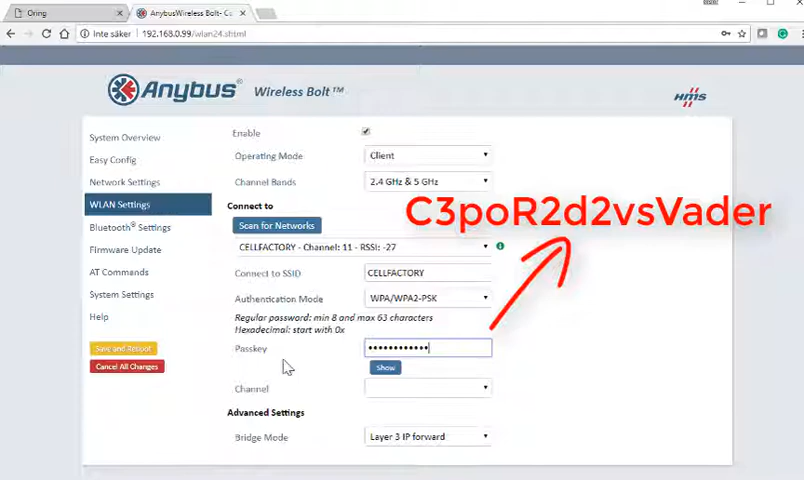 Oring
AnybusWireless Bolt- Co
Inte säker 192.168.0.99/wlan24.shtml
Anybus® Wireless Bolt™
HMS
System Overview
Easy Config
Network Settings
WLAN Settings
Bluetooth® Settings
Firmware Update
AT Commands
System Settings
Help
Save and Reboot
Cancel All Changes
Enable
Operating Mode Client
Channel Bands 2.4 GHz & 5 GHz
Connect to
Scan for Networks
CELLFACTORY - Channel: 11 - RSSI: -27
Connect to SSID CELLFACTORY
Authentication Mode WPA/WPA2-PSK
Regular password: min 8 and max 63 characters
Hexadecimal: start with 0x
Passkey ••••••••••••
Show
Channel
Advanced Settings
Bridge Mode Layer 3 IP forward
C3poR2d2vsVader